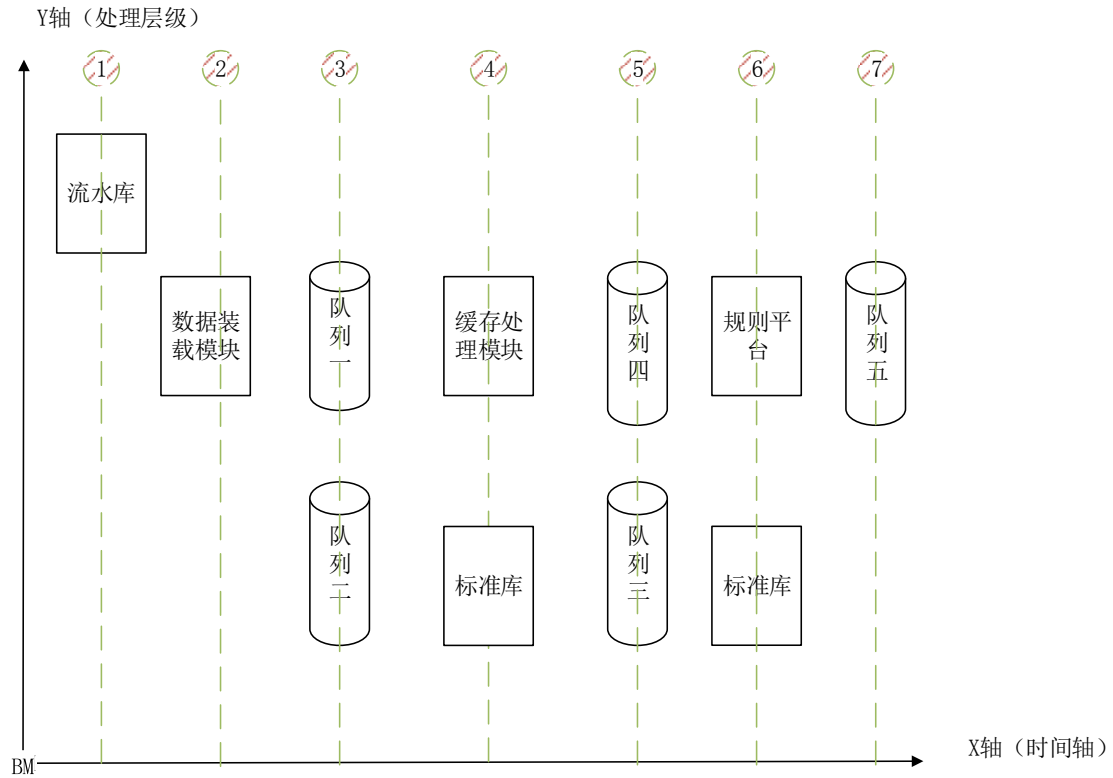 Y轴（处理层级）
1
2
3
4
5
6
7
流水库
数据装
载模块
队
列
一
缓存处
理模块
队
列
四
规则平
台
队
列
五
队
列
二
标准库
队
列
三
标准库
X轴（时间轴）
BM